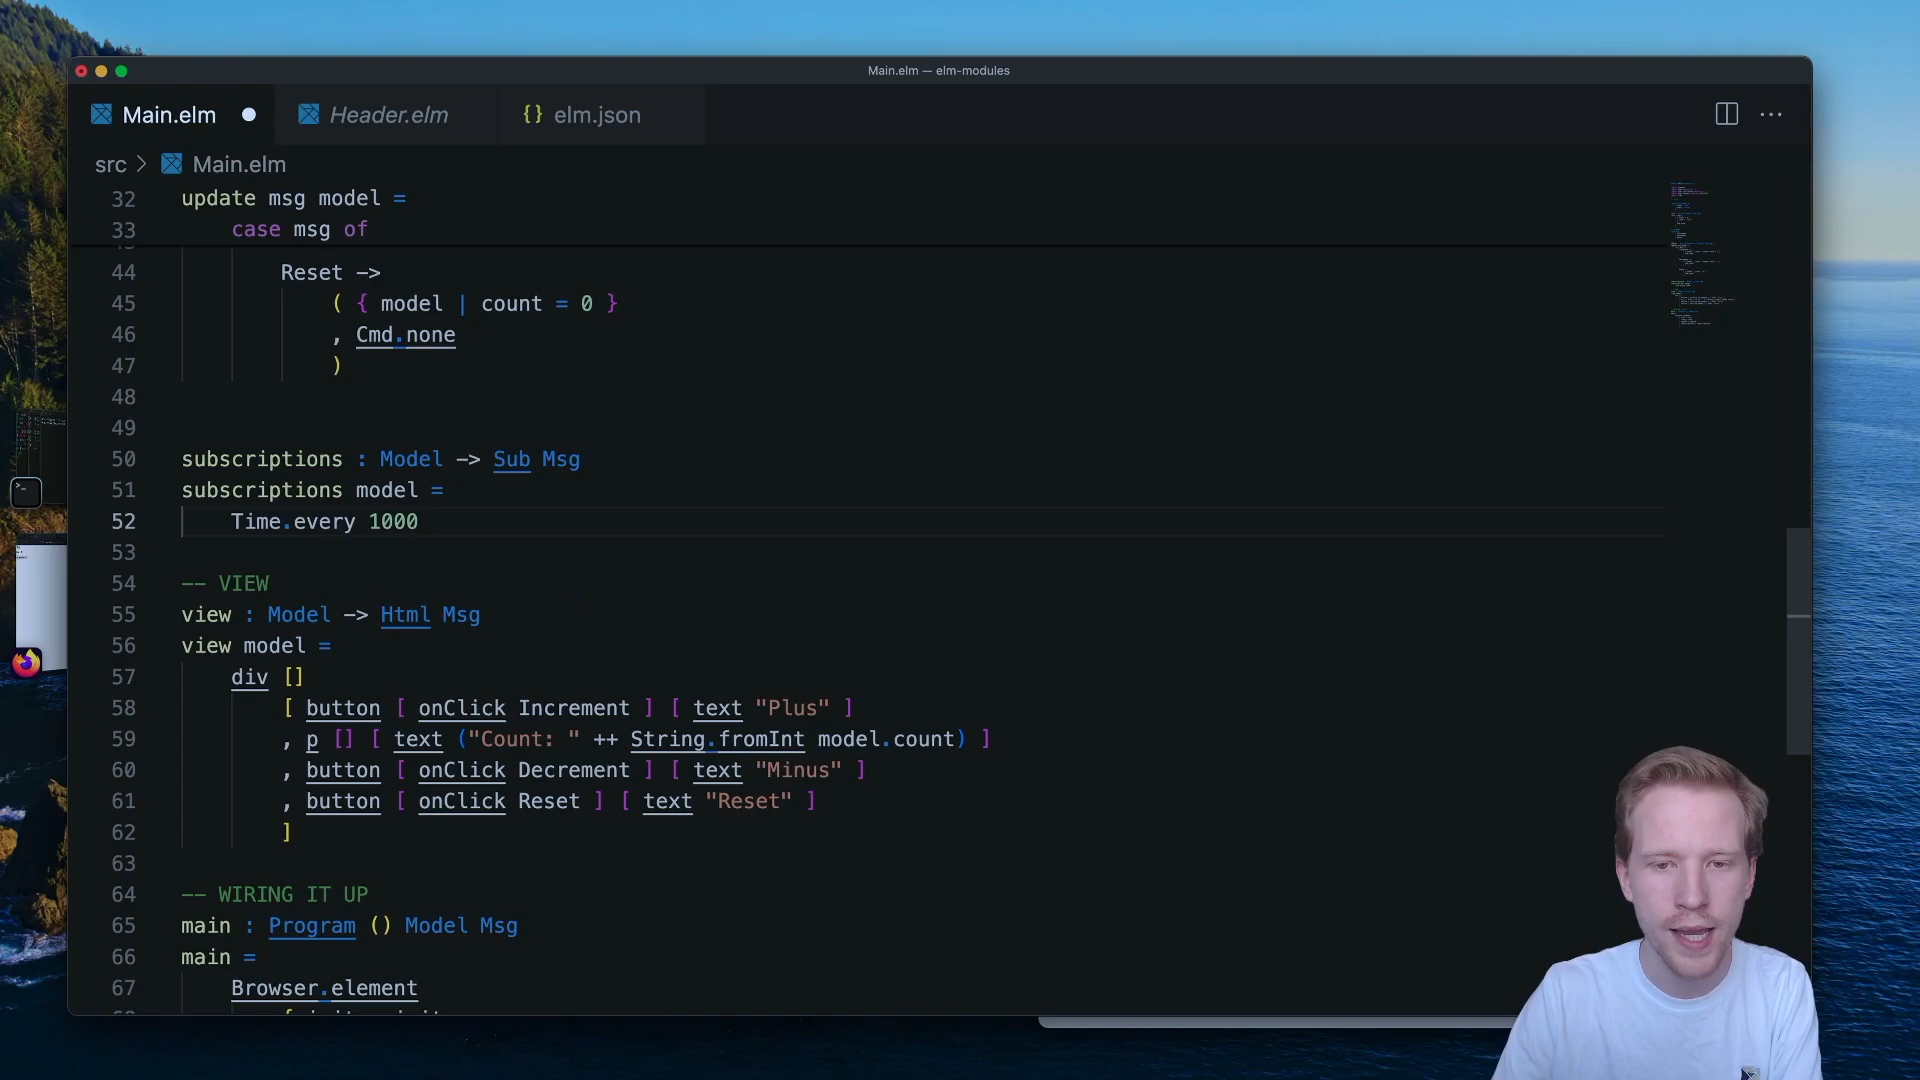 Main.elm — elm-modules
Main.elm
Header.elm
{} elm.json
src > Main.elm
32 update msg model =
33 case msg of
44 Reset ->
45 ( { model | count = 0 }
46 , Cmd.none
47 )
48
49
50 subscriptions : Model -> Sub Msg
51 subscriptions model =
52 Time.every 1000
53
54 -- VIEW
55 view : Model -> Html Msg
56 view model =
57 div []
58 [ button [ onClick Increment ] [ text "Plus" ]
59 , p [] [ text ("Count: " ++ String.fromInt model.count) ]
60 , button [ onClick Decrement ] [ text "Minus" ]
61 , button [ onClick Reset ] [ text "Reset" ]
62 ]
63
64 -- WIRING IT UP
65 main : Program () Model Msg
66 main =
67 Browser.element